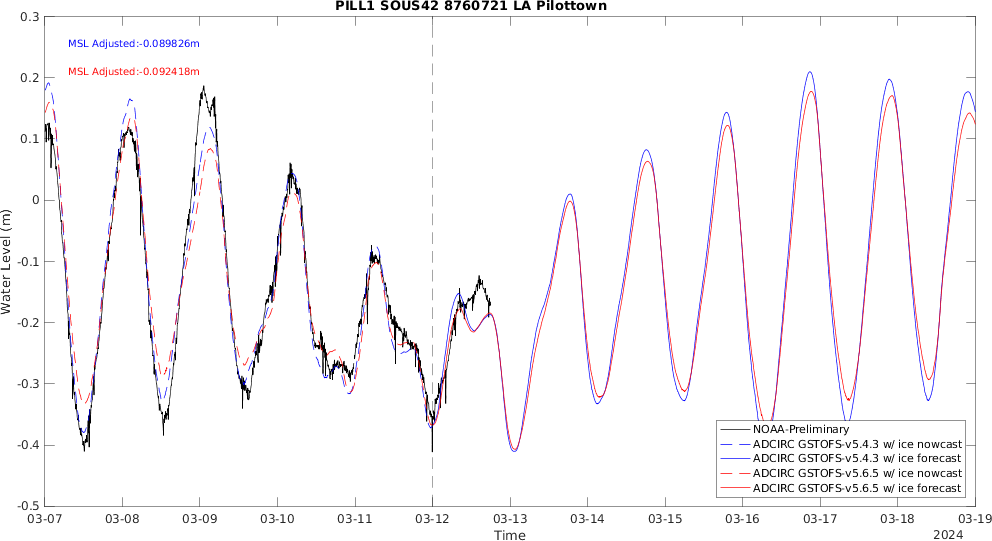 PILL1 SOUS42 8760721 LA Pilottown
MSL Adjusted:-0.089826m
MSL Adjusted:-0.092418m
0.3
0.2
0.1
0
-0.1
-0.2
-0.3
-0.4
-0.5
Water Level (m)
NOAA-Preliminary
ADCIRC GSTOFS-v5.4.3 w/ ice nowcast
ADCIRC GSTOFS-v5.4.3 w/ ice forecast
ADCIRC GSTOFS-v5.6.5 w/ ice nowcast
ADCIRC GSTOFS-v5.6.5 w/ ice forecast
03-07 03-08 03-09 03-10 03-11 03-12 03-13 03-14 03-15 03-16 03-17 03-18 03-19
Time
2024